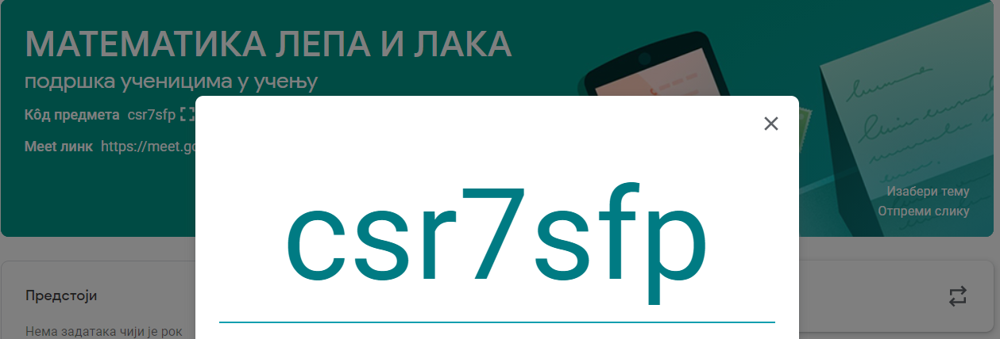 МАТЕМАТИКА ЛЕПА И ЛАКА
подршка ученицима у учењу
Кôд предмета csr7sfp
Meet линк https://meet.go
csr7sfp
Изабери тему
Отпреми слику
Предстоји
Нема задатака чији је рок